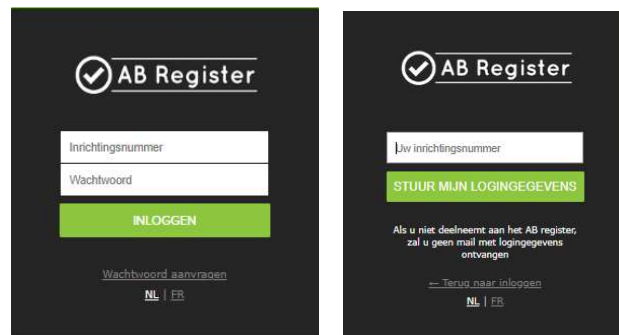 AB Register
Inrichtingsnummer
Wachtwoord
INLOGGEN
Wachtwoord aanvragen
NL | FR
AB Register
Uw inrichtingsnummer
STUUR MIJN LOGINGEGEVENS
Als u niet deelneemt aan het AB register,
zal u geen mail met logingegevens
ontvangen
← Terug naar inloggen
NL | FR